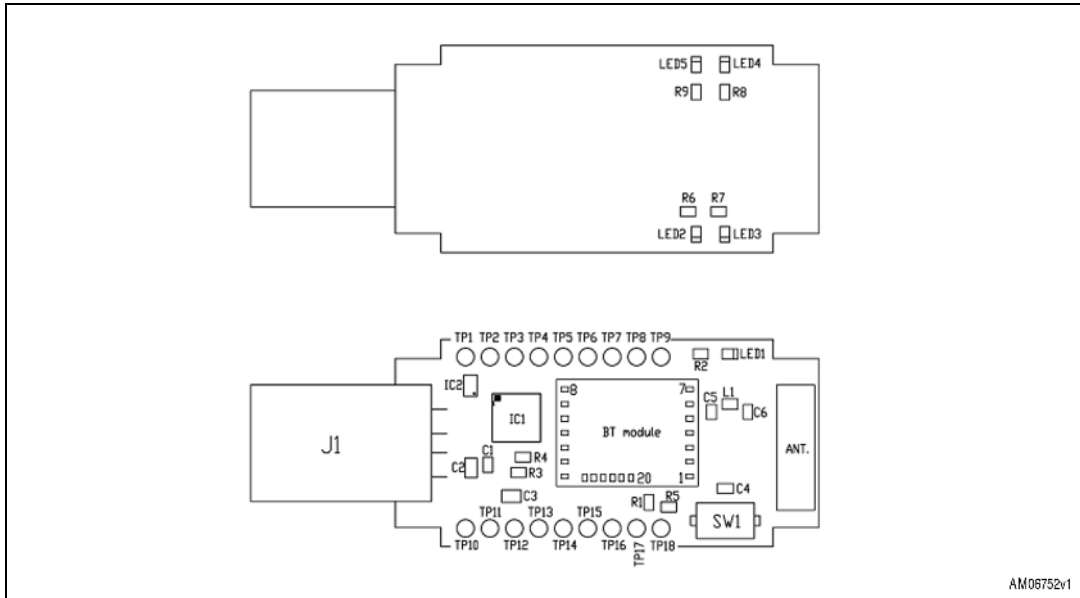 LED5 LED4
R9 R8
R6 R7
LED2 LED3
TP1 TP2 TP3 TP4 TP5 TP6 TP7 TP8 TP9
R2 LED1
IC2
8 7
C5 L1 C6
IC1
BT module
J1
ANT.
C2 C1 R4
R3
20 1
C4
C3
R1 R5
TP11 TP13 TP15
SW1
TP10 TP12 TP14 TP16 TP17 TP18
AM06752v1